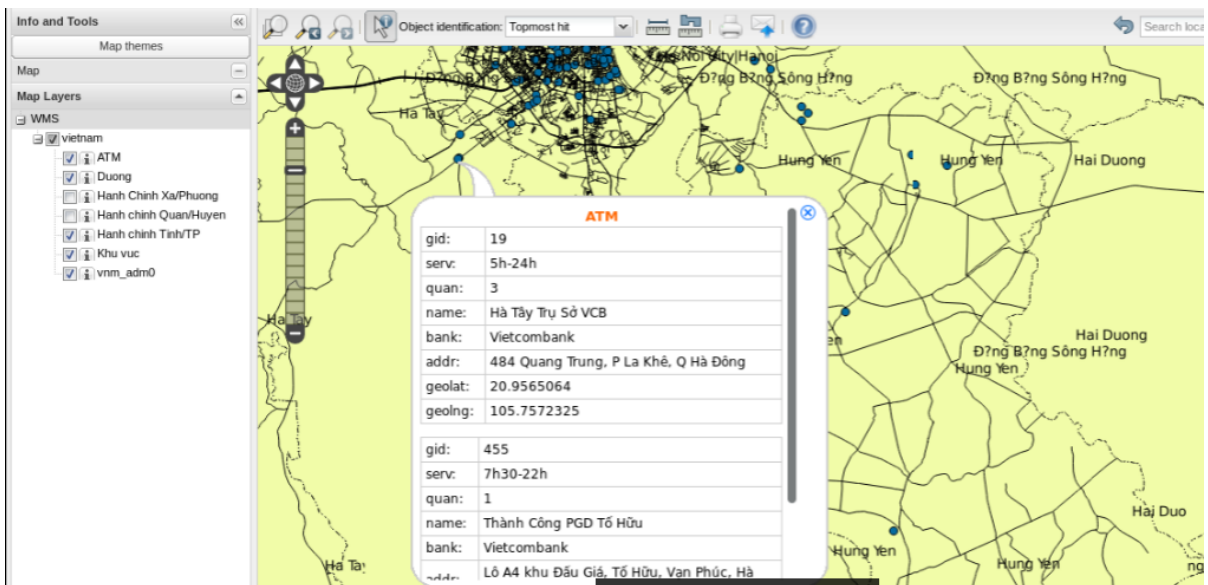 Info and Tools
Map themes
Map
Map Layers
WMS
vietnam
ATM
Duong
Hanh Chinh Xa/Phuong
Hanh chinh Quan/Huyen
Hanh chinh Tinh/TP
Khu vuc
vnm_adm0
Object identification: Topmost hit
Search loca
Đ?ng B?ng Sông H?ng
Đ?ng B?ng Sông H?ng
Ha Tay
Hung Yen
Hung Yen
Hai Duong
ATM
gid: 19
serv: 5h-24h
quan: 3
name: Hà Tây Trụ Sở VCB
bank: Vietcombank
addr: 484 Quang Trung, P La Khê, Q Hà Đông
geolat: 20.9565064
geolng: 105.7572325
gid: 455
serv: 7h30-22h
quan: 1
name: Thành Công PGD Tố Hữu
bank: Vietcombank
addr: Lô A4 khu Đấu Giá, Tố Hữu, Vạn Phúc, Hà
Ha Tay
Hai Duong
Đ?ng B?ng Sông H?ng
Hung Yen
Hai Duo
Hung Yen
Hung Yen
Ha Ta